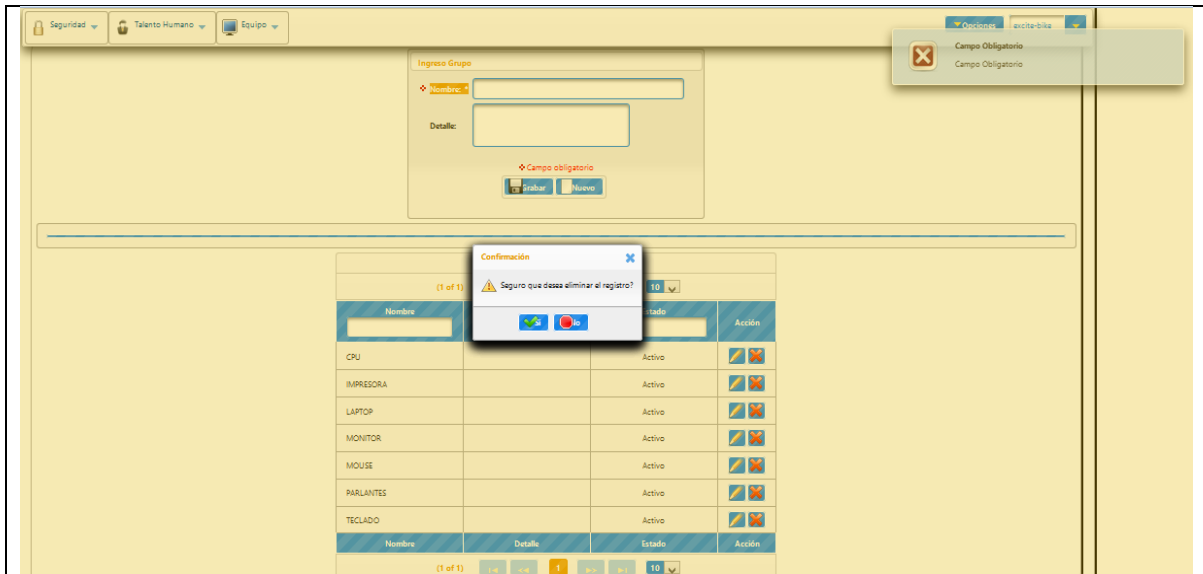 Seguridad Talento Humano Equipo Opciones excite-bike
Campo Obligatorio
Campo Obligatorio
Ingreso Grupo
Nombre: *
Detalle:
Campo obligatorio
Grabar Nuevo
Confirmación
Seguro que desea eliminar el registro?
Si
(1 of 1) 10
Nombre Acción
CPU Activo
IMPRESORA Activo
LAPTOP Activo
MONITOR Activo
MOUSE Activo
PARLANTES Activo
TECLADO Activo
Nombre Detalle Estado Acción
(1 of 1) 1 10